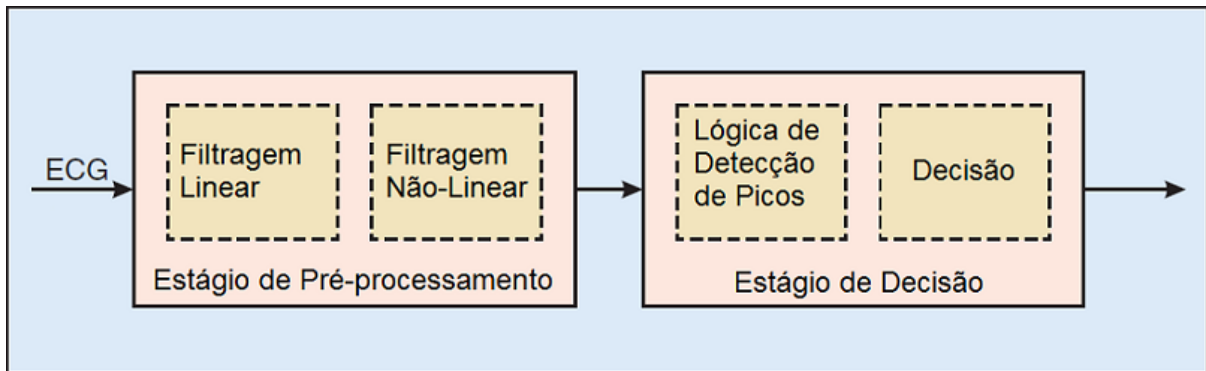 ECG
Filtragem
Linear
Filtragem
Não-Linear
Estágio de Pré-processamento
Lógica de
Detecção
de Picos
Decisão
Estágio de Decisão